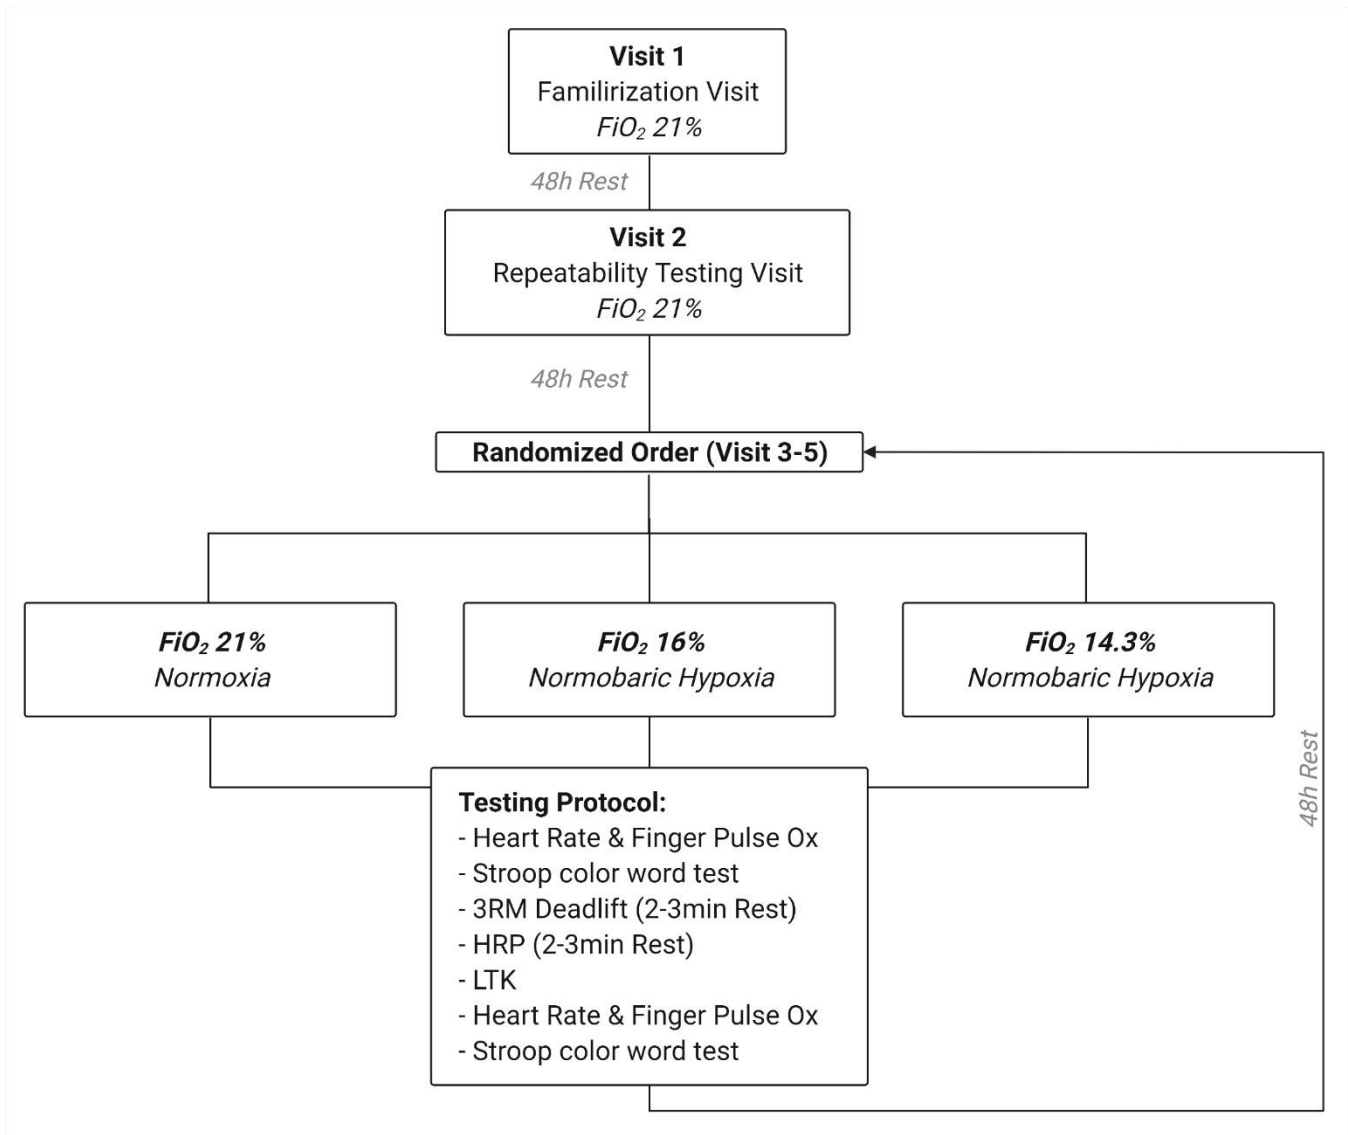 Visit 1
Familirization Visit
FiO₂ 21%
48h Rest
Visit 2
Repeatability Testing Visit
FiO₂ 21%
48h Rest
Randomized Order (Visit 3-5)
FiO₂ 21%
Normoxia
FiO₂ 16%
Normobaric Hypoxia
FiO₂ 14.3%
Normobaric Hypoxia
48h Rest
Testing Protocol:
- Heart Rate & Finger Pulse Ox
- Stroop color word test
- 3RM Deadlift (2-3min Rest)
- HRP (2-3min Rest)
- LTK
- Heart Rate & Finger Pulse Ox
- Stroop color word test